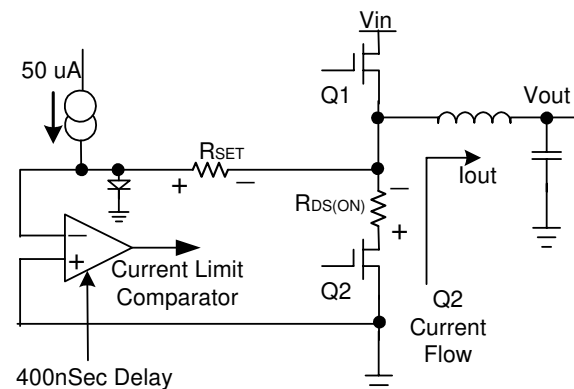 Vin
50 uA
Q1
Vout
RSET
+ −
Iout
−
RDS(ON)
+
−
+
Current Limit
Comparator
Q2
Q2
Current
Flow
400nSec Delay